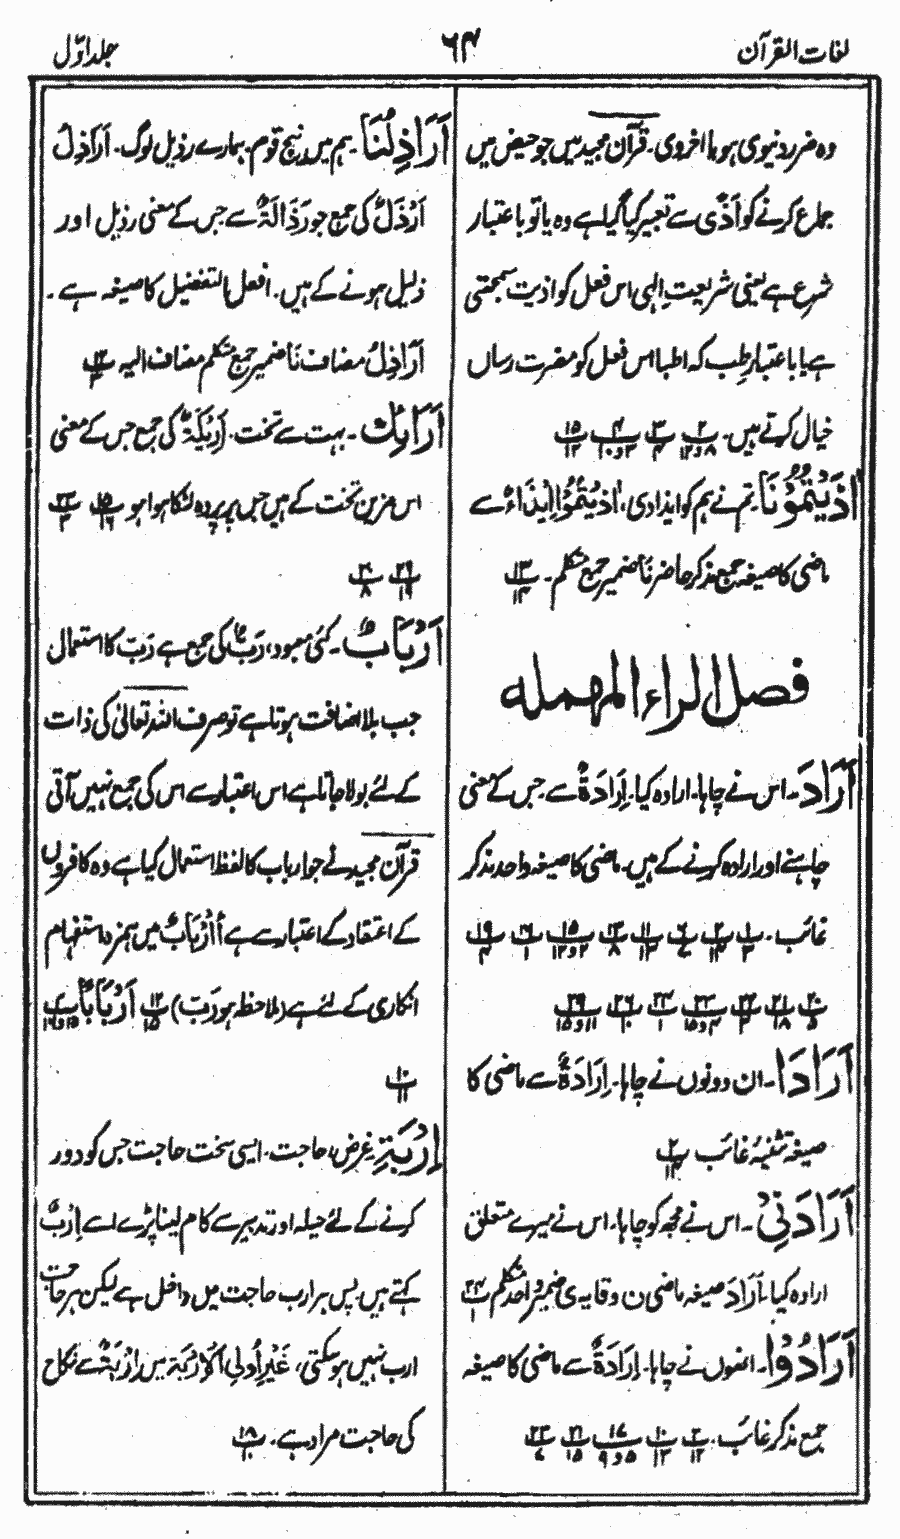 لغات القرآن
۶۴
جلد اوّل
وہ ضرر دنیوی ہو یا اخروی۔ قرآن مجید میں جو حیض میں
جماع کرنے کو اَذًی سے تعبیر کیا گیا ہے وہ یا تو باعتبار
شرع ہے یعنی شریعتِ الٰہی اس فعل کو اذیت سمجھتی
ہے یا باعتبار طب کہ اطبا اس فعل کو مضرت رساں
خیال کرتے ہیں۔
اٰذَیْتُمُوْنَا۔ تم نے ہم کو ایذا دی، اٰذَیْتُمُوْا اِیْذَاءٌ سے
ماضی کا صیغہ جمع مذکر حاضر نَا ضمیر جمع متکلم۔
فصل الراء المهملہ
اَرَادَ۔ اس نے چاہا۔ ارادہ کیا۔ اِرَادَةٌ سے۔ جس کے معنی
چاہنے اور ارادہ کرنے کے ہیں۔ ماضی کا صیغہ واحد مذکر
غائب۔
اَرَادَا۔ ان دونوں نے چاہا۔ اِرَادَةٌ سے ماضی کا
صیغہ تثنیہ غائب
اَرَادَنِیْ۔ اس نے مجھ کو چاہا۔ اس نے میرے متعلق
ارادہ کیا۔ اَرَادَ صیغہ ماضی ن وقایہ ی ضمیر واحد متکلم
اَرَادُوْا۔ انہوں نے چاہا۔ اِرَادَةٌ سے ماضی کا صیغہ
جمع مذکر غائب۔
اَرَاذِلُنَا۔ ہم میں نیچ قوم۔ ہمارے رذیل لوگ۔ اَرَاذِلُ
اَرْذَلُ کی جمع جو رَذَالَةٌ سے جس کے معنی رذیل اور
ذلیل ہونے کے ہیں۔ افعل التفضیل کا صیغہ ہے۔
اَرَاذِلُ مضاف نَا ضمیر جمع متکلم مضاف الیہ
اَرَائِك۔ بہت سے تخت۔ اَرِیْکَةٌ کی جمع جس کے معنی
اس مزین تخت کے ہیں جس پر پردہ لٹکا ہوا ہو
اَرْبَابٌ۔ کئی معبود، رَبٌّ کی جمع ہے رَبّ کا استعمال
جب بلا اضافت ہوتا ہے تو صرف اللہ تعالیٰ کی ذات
کے لئے بولا جاتا ہے اس اعتبار سے اس کی جمع نہیں آتی
قرآن مجید نے جو ارباب کا لفظ استعمال کیا ہے وہ کافروں
کے اعتقاد کے اعتبار سے ہے أَاَرْبَابٌ میں ہمزہ استفہام
انکاری کے لئے ہے (ملاحظہ ہو رَبّ) اَرْبَابًا
اِرْبَةِ۔ غرض، حاجت۔ ایسی سخت حاجت جس کو دور
کرنے کے لئے حیلہ اور تدبیر سے کام لینا پڑے اسے اِرْبٌ
کہتے ہیں۔ پس ہر ارب حاجت میں داخل ہے لیکن ہر حاجت
ارب نہیں ہو سکتی، غَیْرِ اُولِی الْاِرْبَةِ میں اِرْبَةٌ سے نکاح
کی حاجت مراد ہے۔